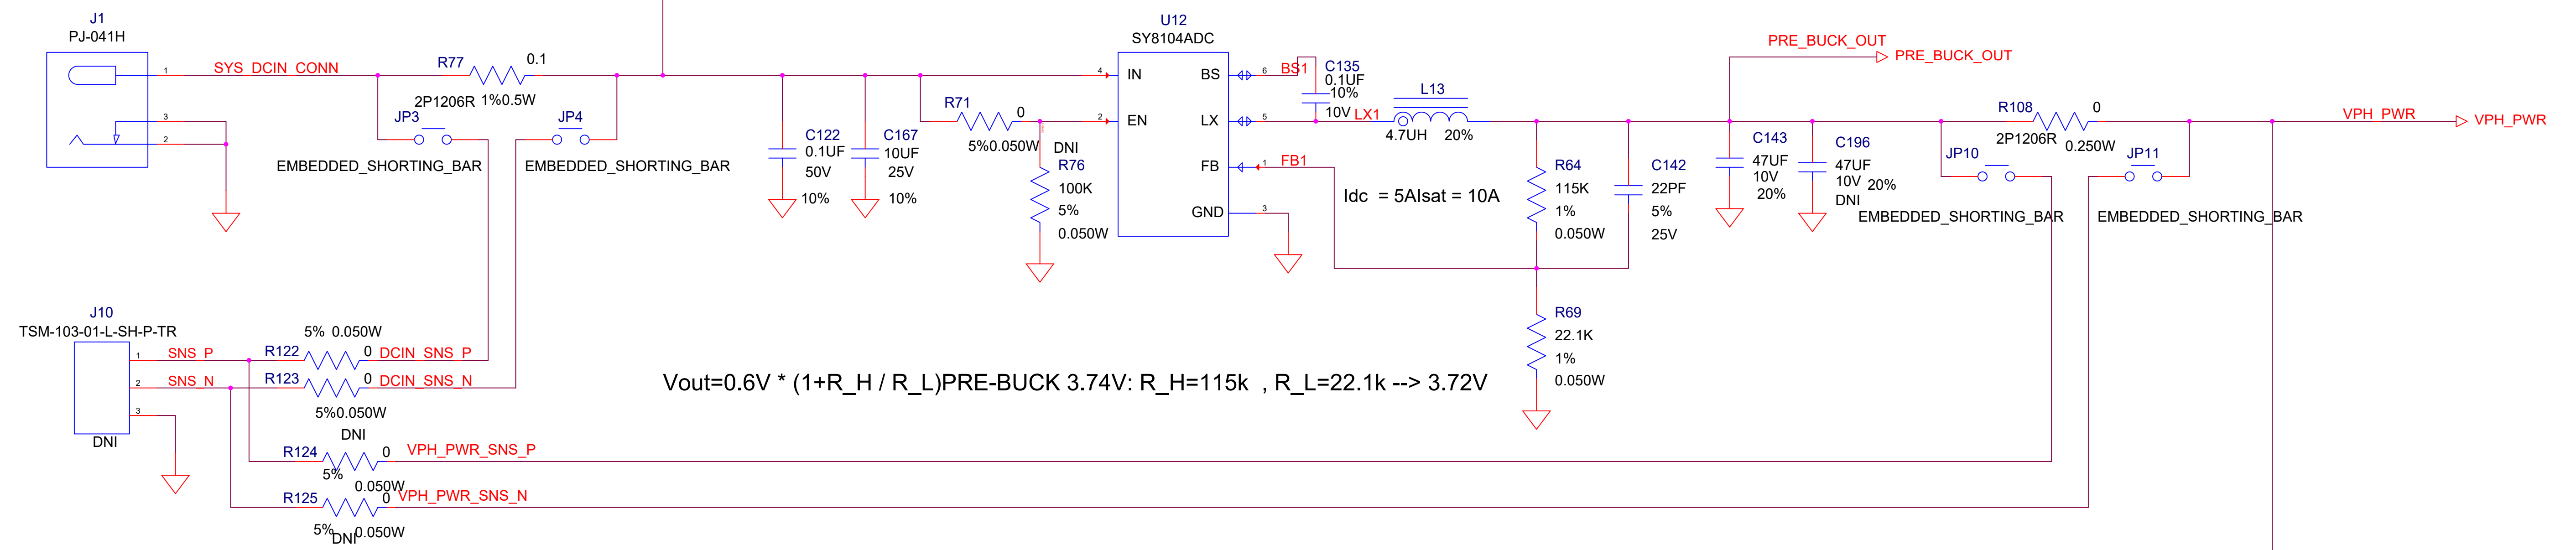 J1
PJ-041H
1
3
2
SYS_DCIN_CONN
R77
0.1
2P1206R
1%0.5W
JP3
JP4
EMBEDDED_SHORTING_BAR
EMBEDDED_SHORTING_BAR
C122
0.1UF
50V
10%
C167
10UF
25V
10%
R71
0
5%0.050W
DNI
R76
100K
5%
0.050W
U12
SY8104ADC
4
IN
2
EN
BS
6
LX
5
FB
1
GND
3
BS1
C135
0.1UF
10%
10V
LX1
FB1
L13
4.7UH
20%
Idc = 5AIsat = 10A
R64
115K
1%
0.050W
C142
22PF
5%
25V
R69
22.1K
1%
0.050W
PRE_BUCK_OUT
PRE_BUCK_OUT
C143
47UF
10V
20%
C196
47UF
10V
20%
DNI
R108
0
2P1206R
0.250W
JP10
JP11
EMBEDDED_SHORTING_BAR
EMBEDDED_SHORTING_BAR
VPH_PWR
VPH_PWR
J10
TSM-103-01-L-SH-P-TR
1
2
3
DNI
SNS_P
SNS_N
5% 0.050W
R122
0
DCIN_SNS_P
R123
0
DCIN_SNS_N
5%0.050W
DNI
R124
0
VPH_PWR_SNS_P
5%
0.050W
R125
0
VPH_PWR_SNS_N
5%
DNI
0.050W
Vout=0.6V * (1+R_H / R_L)PRE-BUCK 3.74V: R_H=115k , R_L=22.1k --> 3.72V